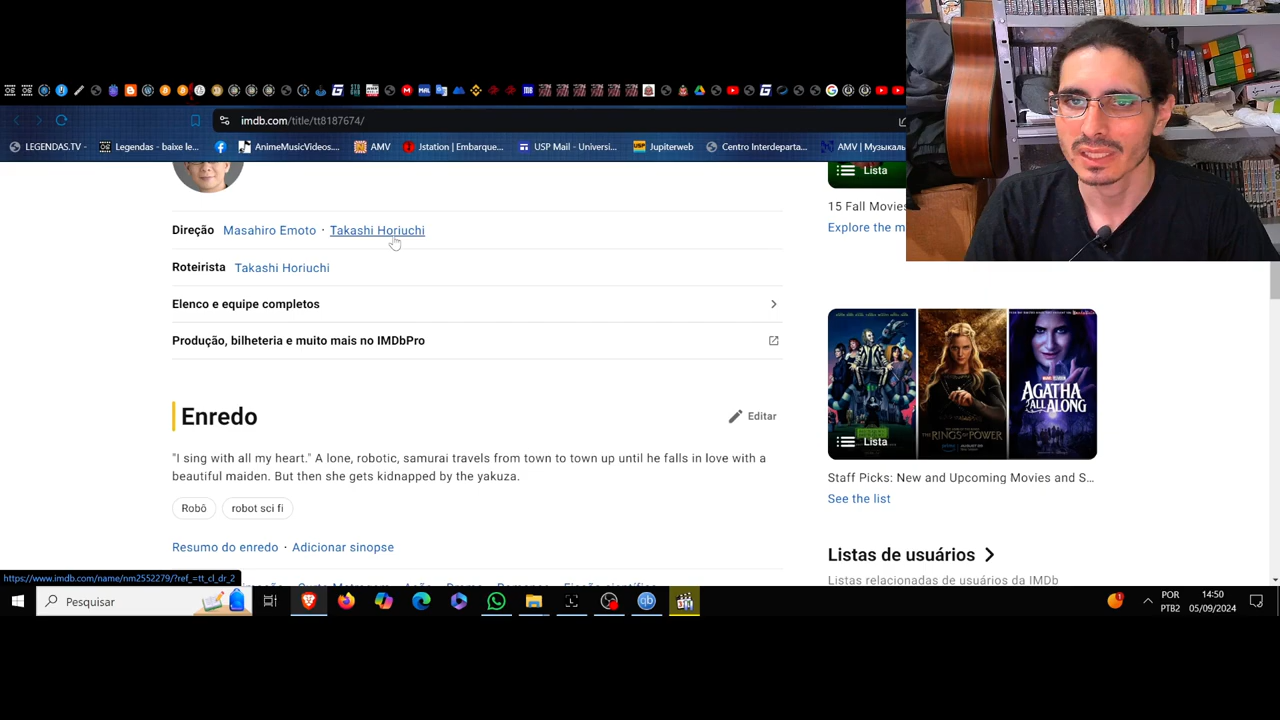 imdb.com/title/tt8187674/
LEGENDAS.TV -
Legendas - baixe le...
AnimeMusicVideos....
AMV
Jstation | Embarque...
USP Mail - Universi...
Jupiterweb
Centro Interdeparta...
AMV | Музыкаль
Lista
15 Fall Movies
Explore the m
Direção Masahiro Emoto · Takashi Horiuchi
Roteirista Takashi Horiuchi
Elenco e equipe completos
Produção, bilheteria e muito mais no IMDbPro
Enredo
Editar
"I sing with all my heart." A lone, robotic, samurai travels from town to town up until he falls in love with a
beautiful maiden. But then she gets kidnapped by the yakuza.
Robô
robot sci fi
Resumo do enredo · Adicionar sinopse
THE RINGS OF POWER
AGATHA
ALL ALONG
Lista
Staff Picks: New and Upcoming Movies and S...
See the list
Listas de usuários
Listas relacionadas de usuários da IMDb
https://www.imdb.com/name/nm2552279/?ref_=tt_cl_dr_2
Pesquisar
POR
PTB2
14:50
05/09/2024